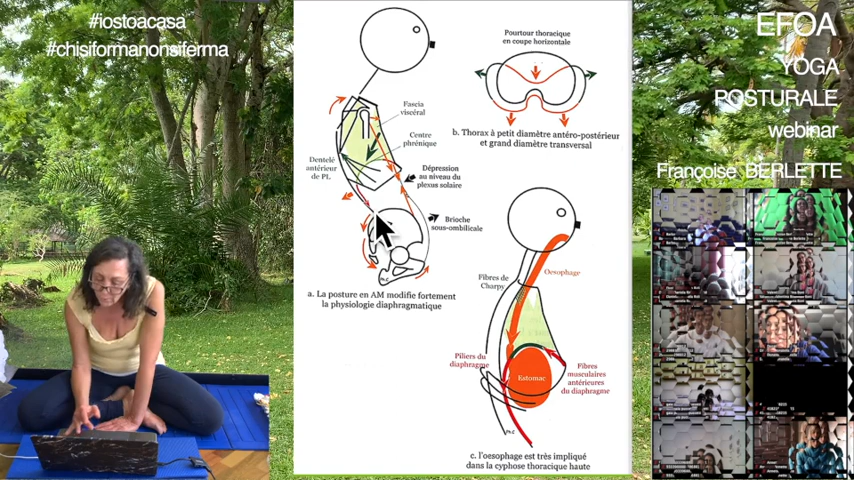 #iostoacasa
#chisiformanonsiferma
Fascia
viscéral
Centre
phrénique
Dentelé
antérieur
de PL
Dépression
au niveau du
plexus solaire
Brioche
sous-ombilicale
a. La posture en AM modifie fortement
la physiologie diaphragmatique
Pourtour thoracique
en coupe horizontale
b. Thorax à petit diamètre antéro-postérieur
et grand diamètre transversal
Fibres de
Charpy
Oesophage
Piliers du
diaphragme
Estomac
Fibres
musculaires
antérieures
du diaphragme
c. l'oesophage est très impliqué
dans la cyphose thoracique haute
EFOA
YOGA
POSTURALE
webinar
Françoise BERLETTE